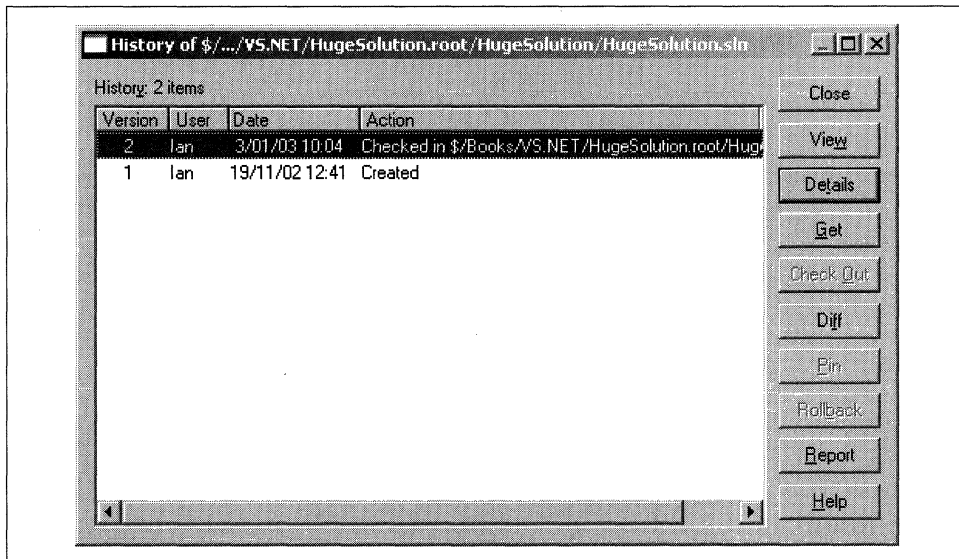 History of $/.../VS.NET/HugeSolution.root/HugeSolution/HugeSolution.sln
History: 2 items
Version User Date Action
2 Ian 3/01/03 10:04 Checked in $/Books/VS.NET/HugeSolution.root/Huge
1 Ian 19/11/02 12:41 Created
Close
View
Details
Get
Check Out
Diff
Pin
Rollback
Report
Help